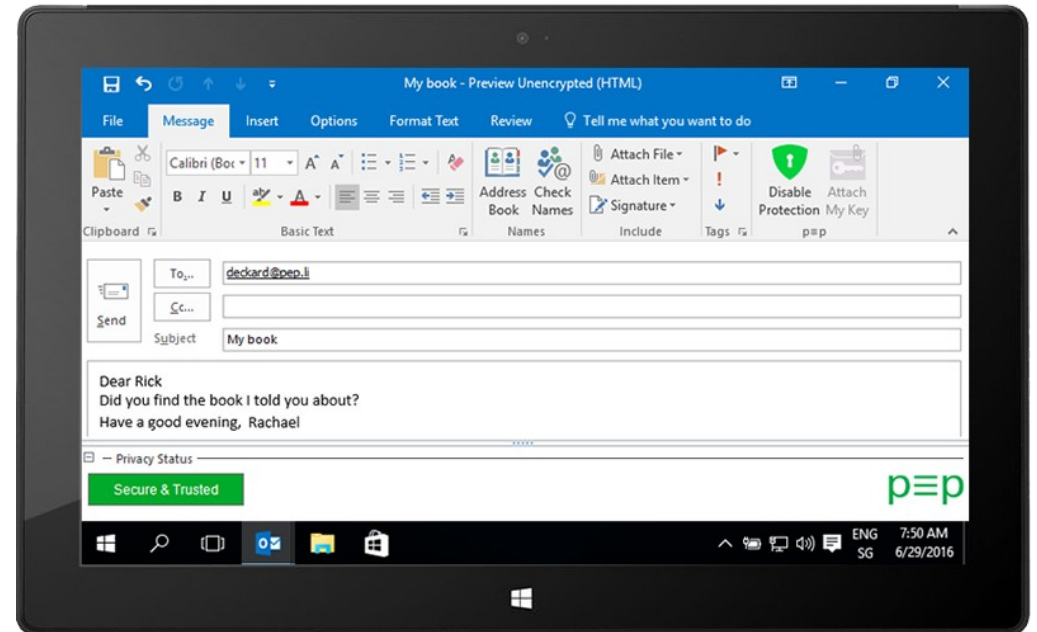 My book - Preview Unencrypted (HTML)
File Message Insert Options Format Text Review Tell me what you want to do
Calibri (Boc 11 A A
Paste
B I U aby A
Address Book
Check Names
Attach File
Attach Item
Signature
Disable Protection
Attach My Key
Clipboard Basic Text Names Include Tags p≡p
To... deckard@pep.li
Cc...
Send
Subject My book
Dear Rick
Did you find the book I told you about?
Have a good evening, Rachael
Privacy Status
Secure & Trusted
p≡p
ENG 7:50 AM
SG 6/29/2016